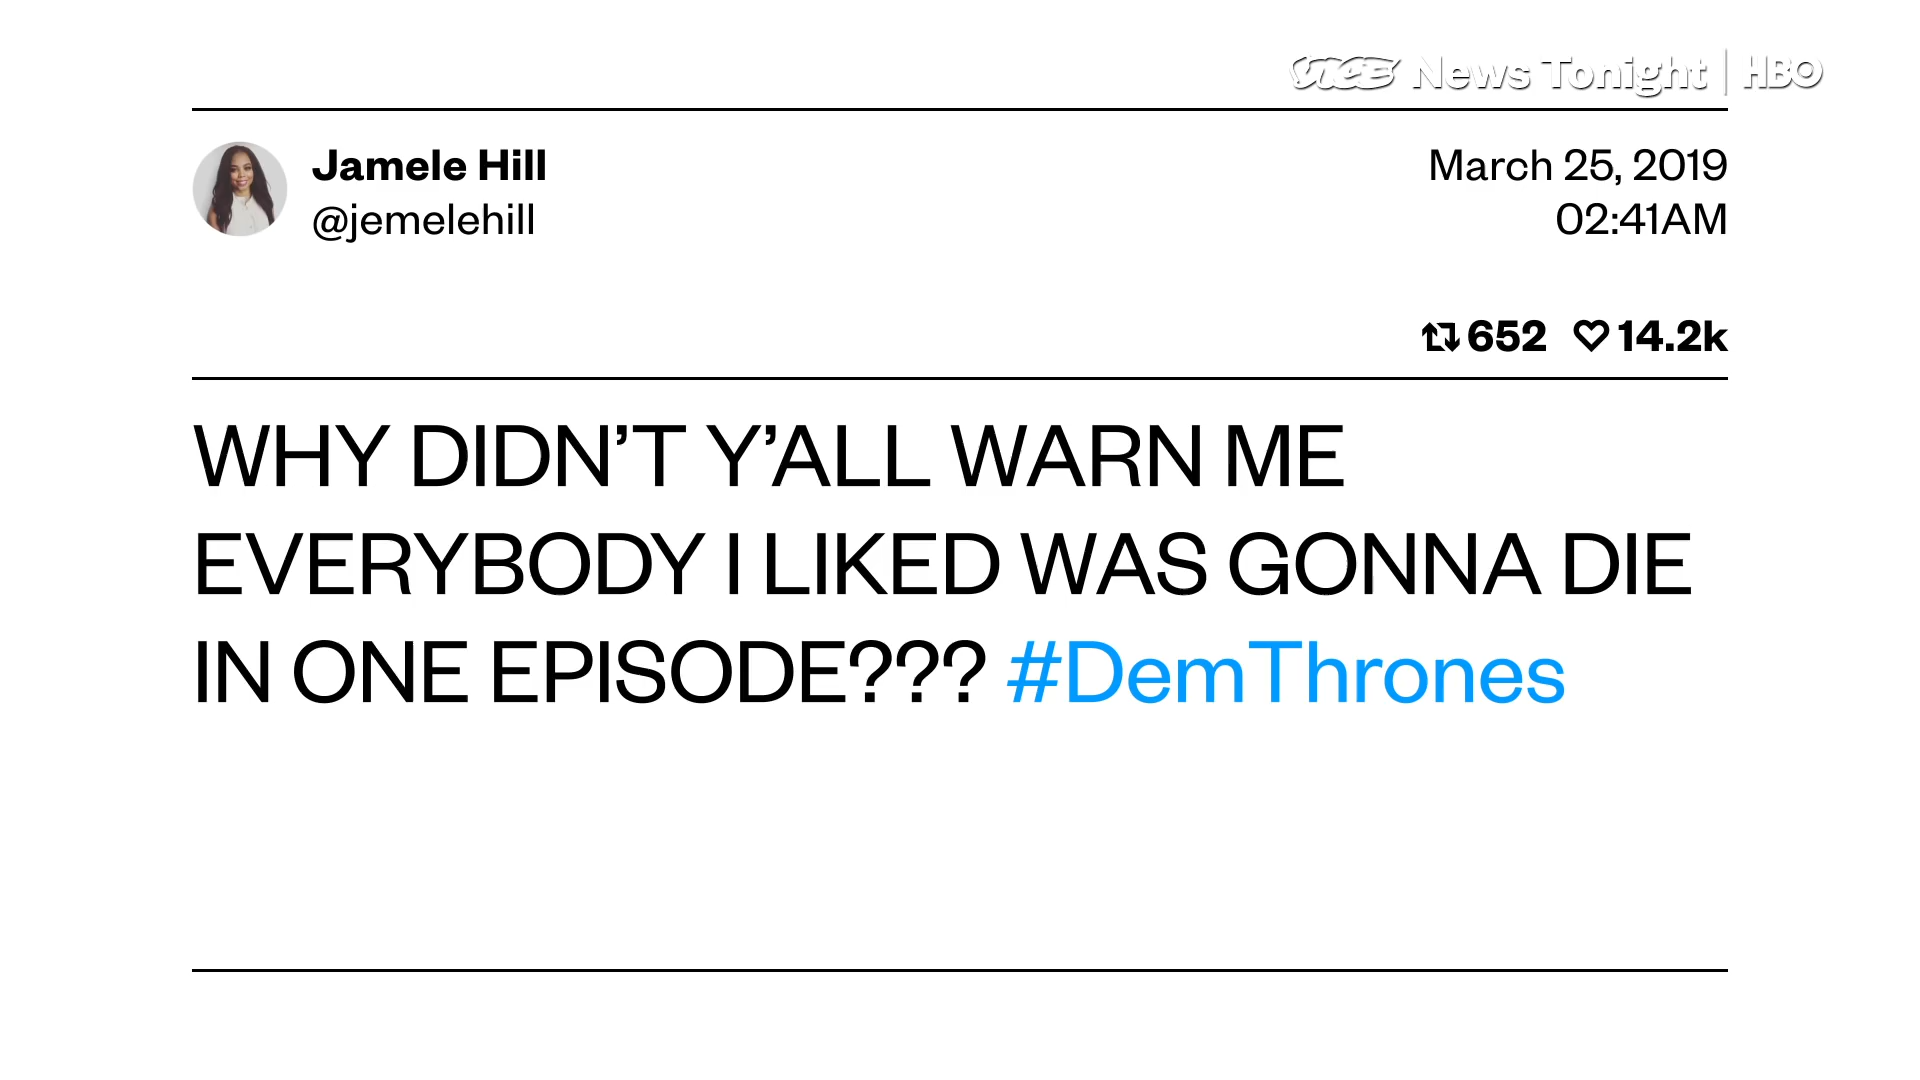 VICE News Tonight | HBO
Jamele Hill
@jemelehill
March 25, 2019
02:41AM
652 14.2k
WHY DIDN’T Y’ALL WARN ME
EVERYBODY I LIKED WAS GONNA DIE
IN ONE EPISODE??? #DemThrones